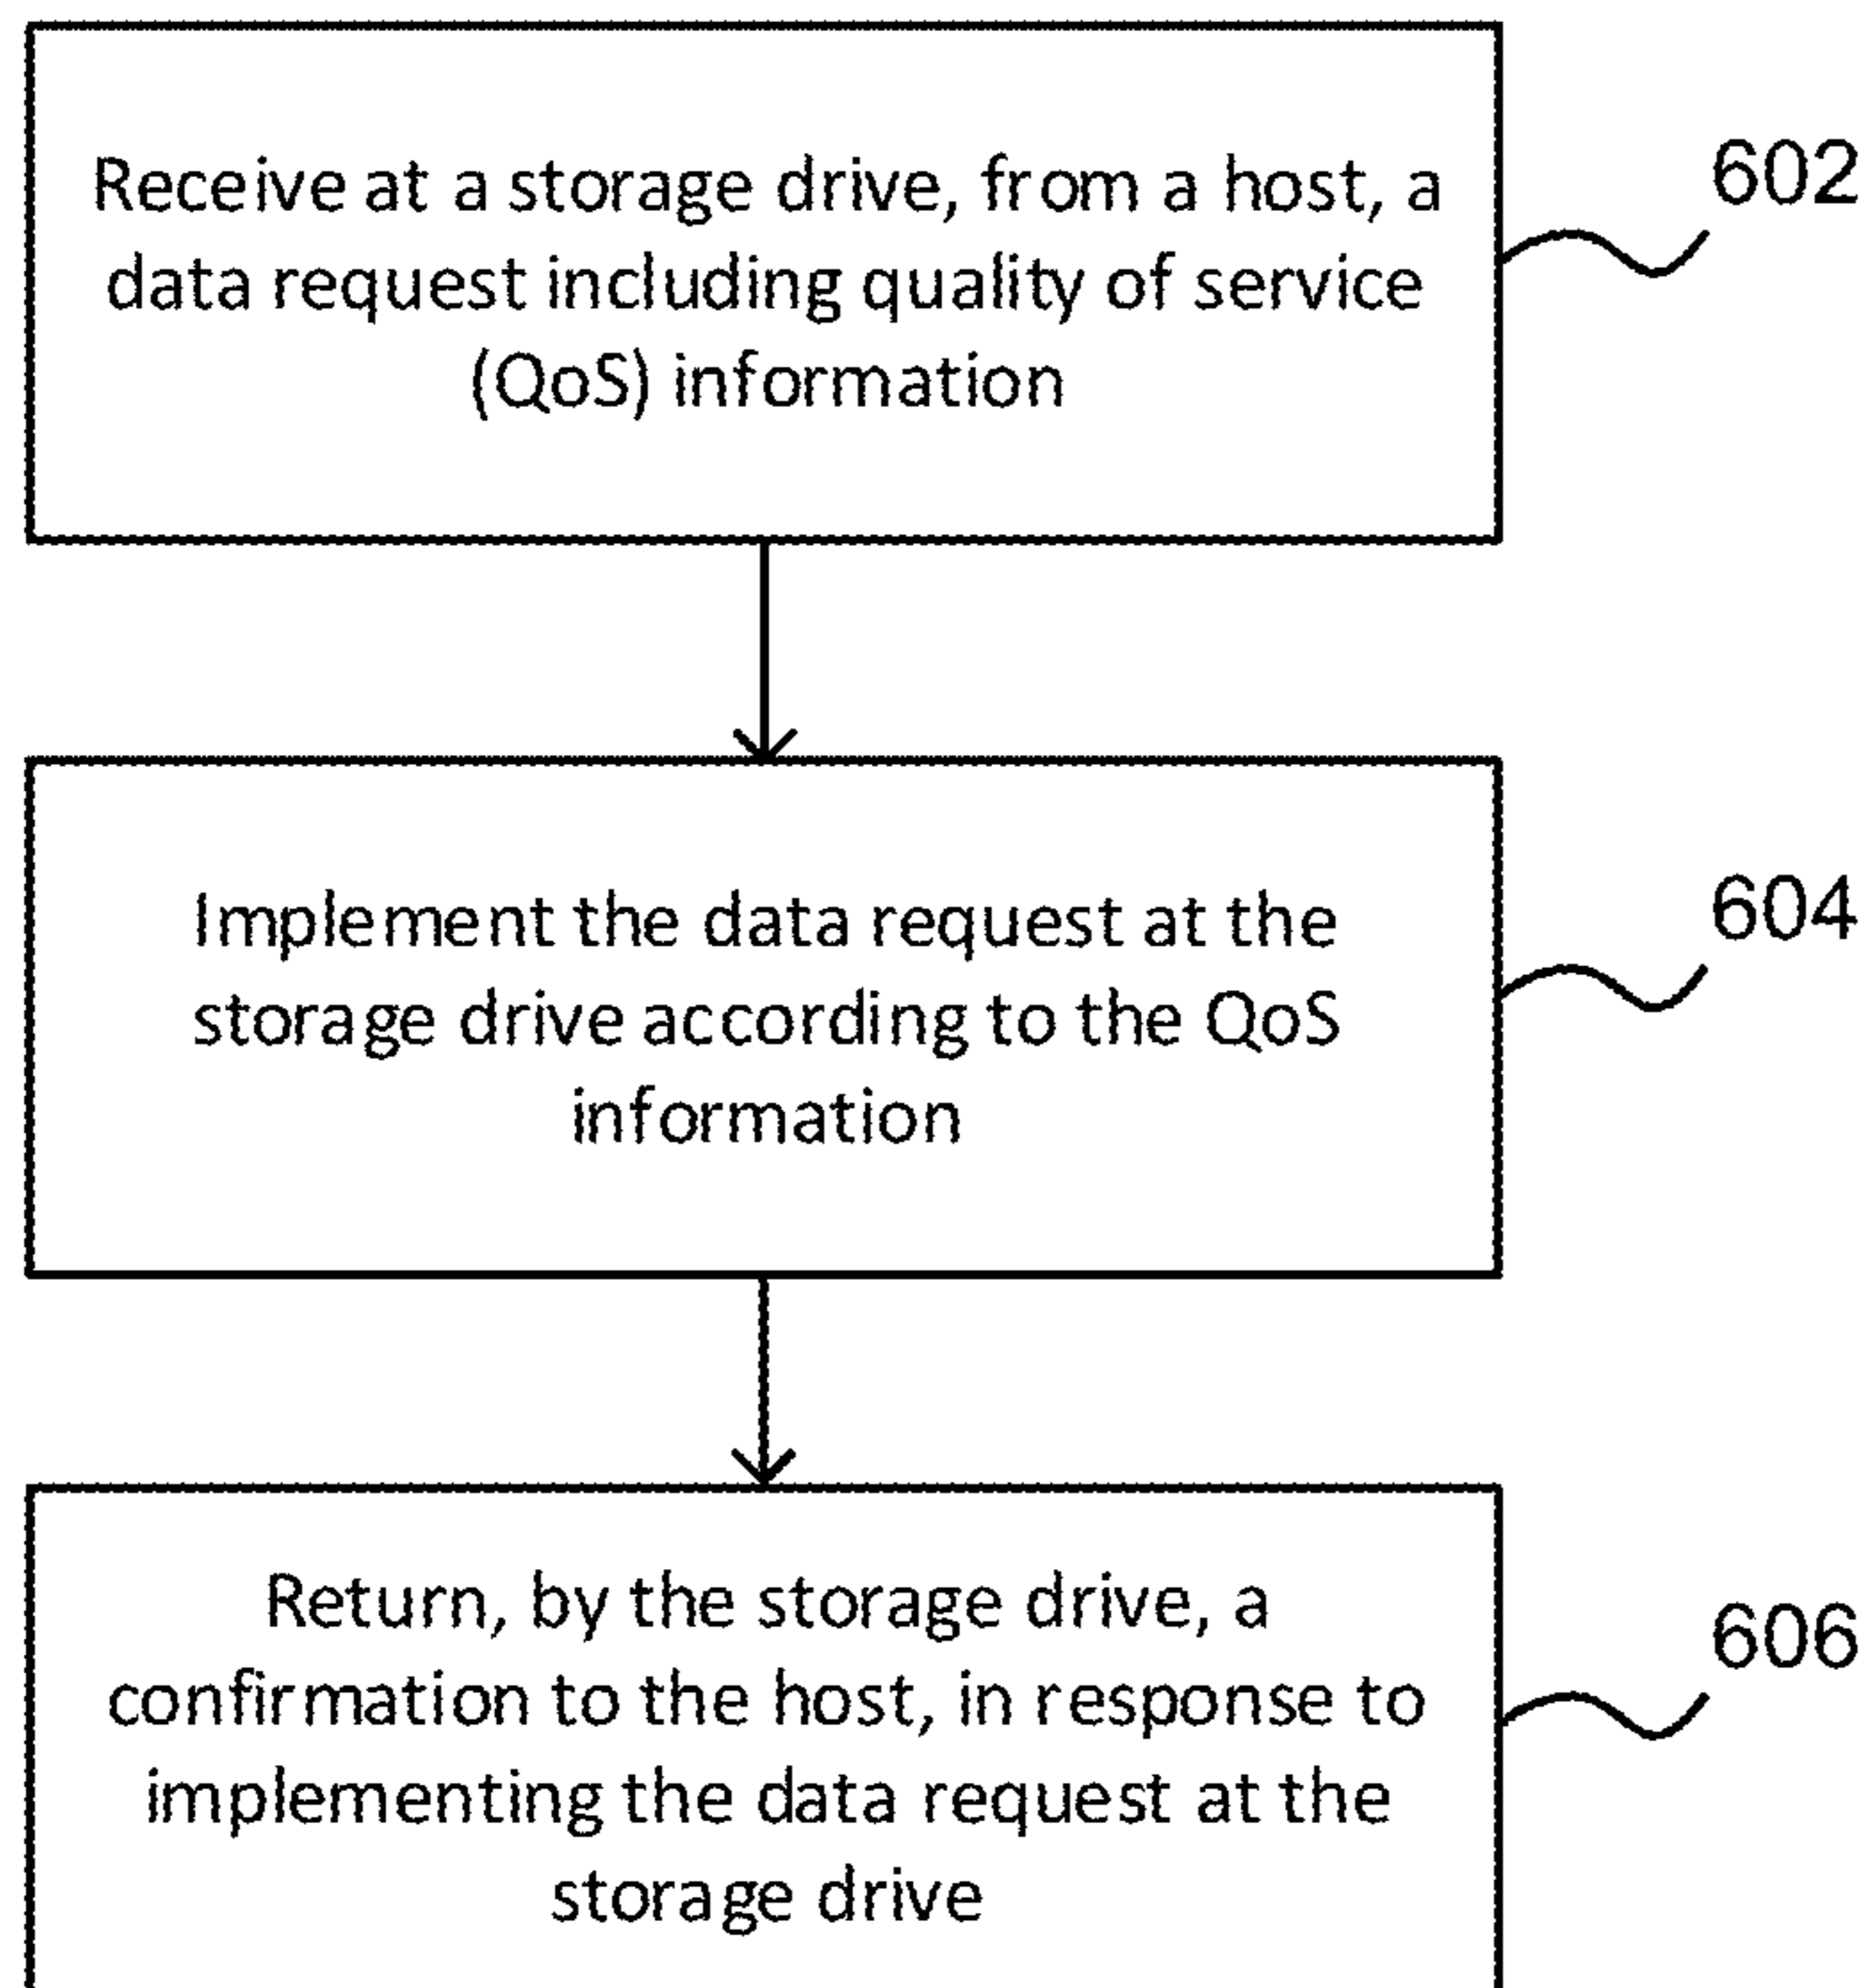 Receive at a storage drive, from a host, a
data request including quality of service
(QoS) information
602
Implement the data request at the
storage drive according to the QoS
information
604
Return, by the storage drive, a
confirmation to the host, in response to
implementing the data request at the
storage drive
606